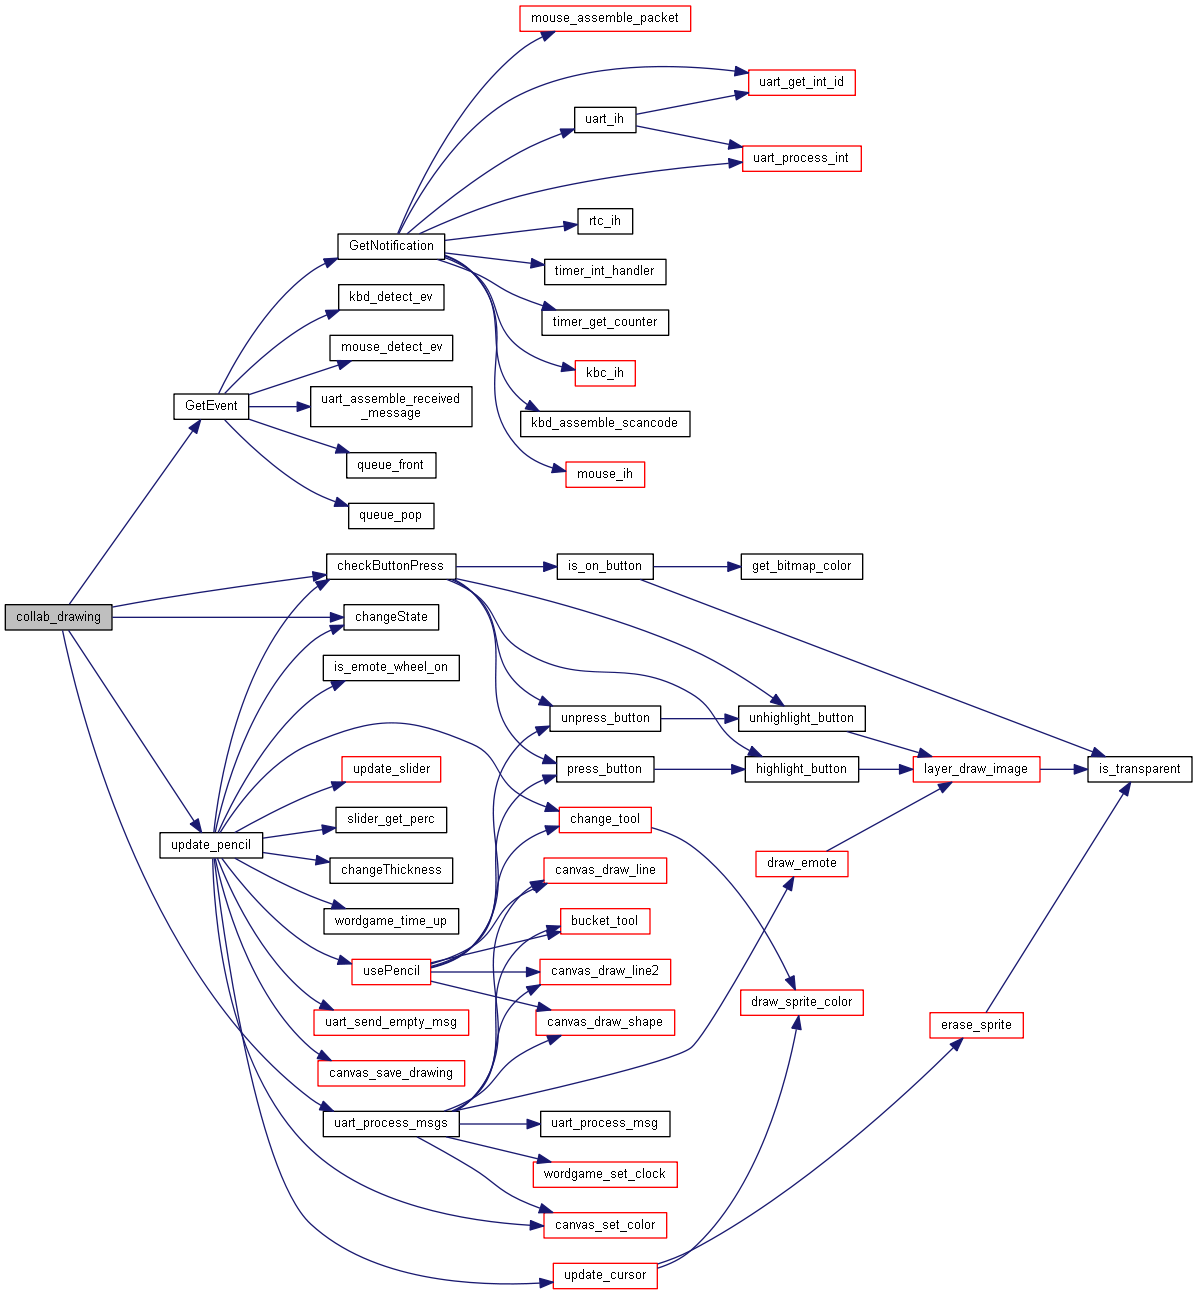 mouse_assemble_packet
uart_get_int_id
uart_ih
uart_process_int
rtc_ih
GetNotification
timer_int_handler
kbd_detect_ev
timer_get_counter
mouse_detect_ev
kbc_ih
uart_assemble_received
_message
GetEvent
kbd_assemble_scancode
queue_front
mouse_ih
queue_pop
checkButtonPress
is_on_button
get_bitmap_color
collab_drawing
changeState
is_emote_wheel_on
unpress_button
unhighlight_button
update_slider
press_button
highlight_button
layer_draw_image
is_transparent
slider_get_perc
change_tool
update_pencil
changeThickness
canvas_draw_line
draw_emote
wordgame_time_up
bucket_tool
usePencil
canvas_draw_line2
draw_sprite_color
uart_send_empty_msg
canvas_draw_shape
erase_sprite
canvas_save_drawing
uart_process_msgs
uart_process_msg
wordgame_set_clock
canvas_set_color
update_cursor